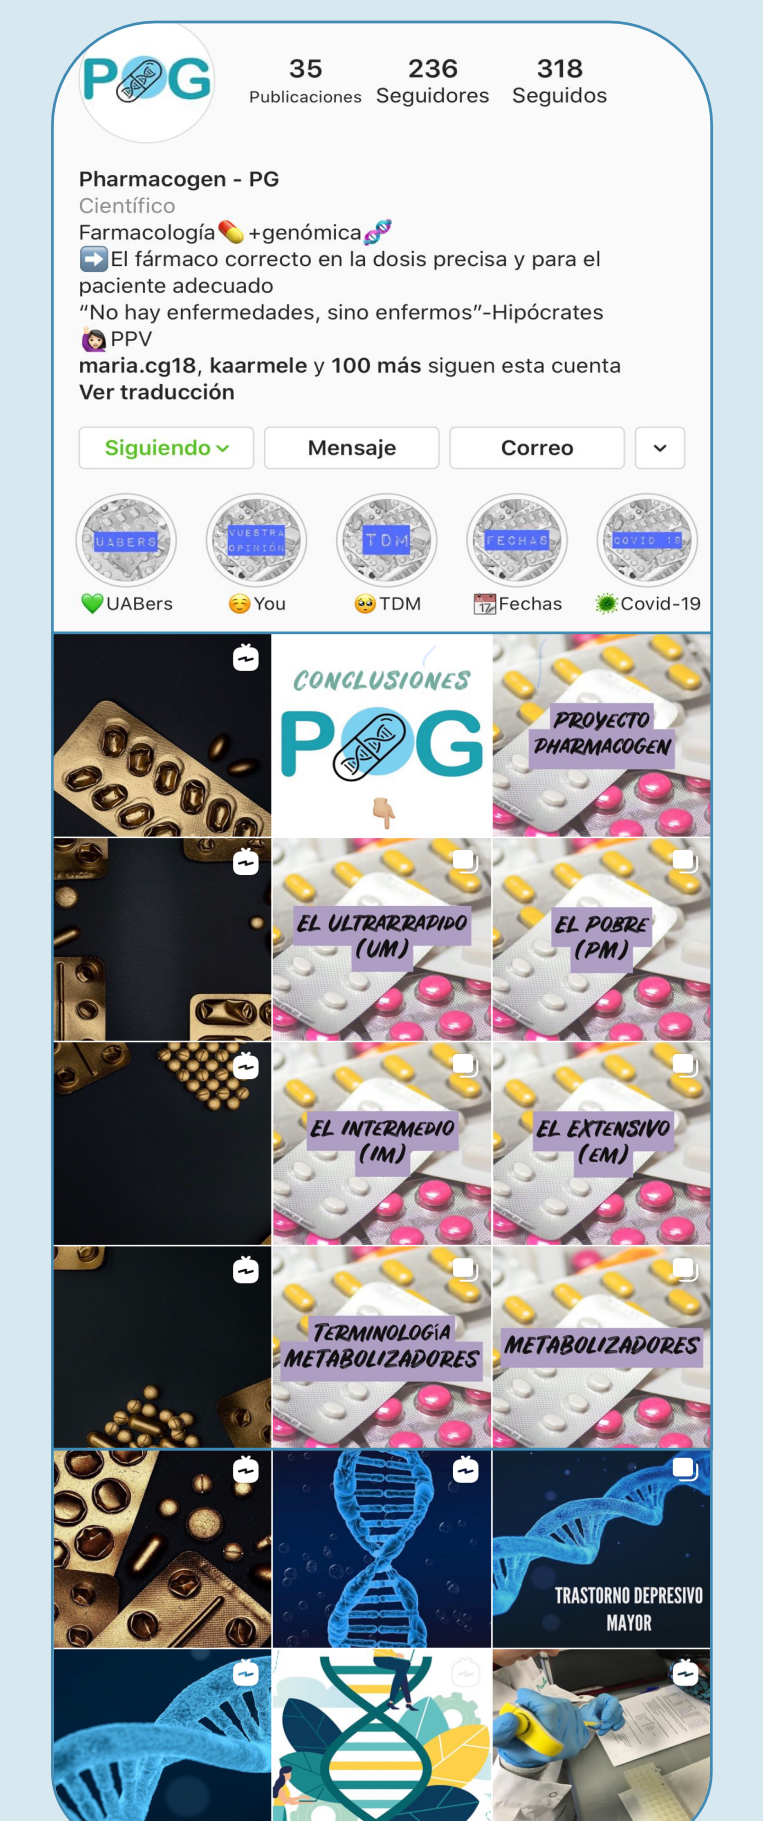 PG
35 236 318
Publicaciones Seguidores Seguidos
Pharmacogen - PG
Científico
Farmacología💊+genómica🧬
➡️El fármaco correcto en la dosis precisa y para el
paciente adecuado
“No hay enfermedades, sino enfermos”-Hipócrates
🙋🏻‍♀️PPV
maria.cg18, kaarmele y 100 más siguen esta cuenta
Ver traducción
Siguiendo Mensaje Correo
UABERS
VUESTRA
OPINIÓN
TDM
FECHAS
COVID 19
💚UABers ☺️You 🥺TDM 📆Fechas 🦠Covid-19
CONCLUSIONES
PG
PROYECTO
PHARMACOGEN
EL ULTRARRAPIDO
(UM)
EL POBRE
(PM)
EL INTERMEDIO
(IM)
EL EXTENSIVO
(EM)
TERMINOLOGÍA
METABOLIZADORES
METABOLIZADORES
TRASTORNO DEPRESIVO
MAYOR